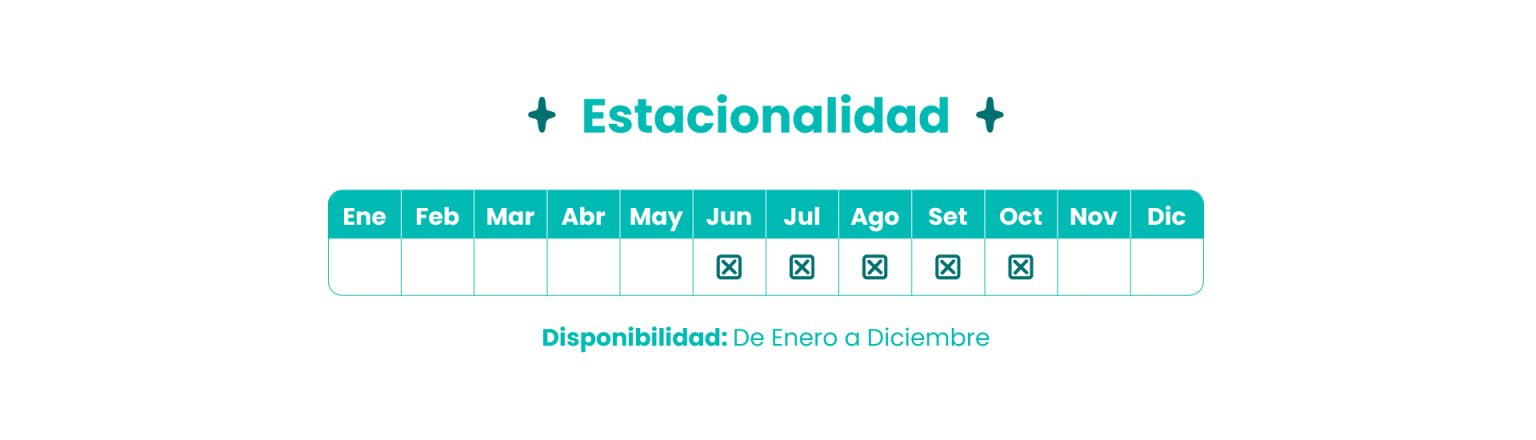 Estacionalidad
Ene Feb Mar Abr May Jun Jul Ago Set Oct Nov Dic
Disponibilidad: De Enero a Diciembre